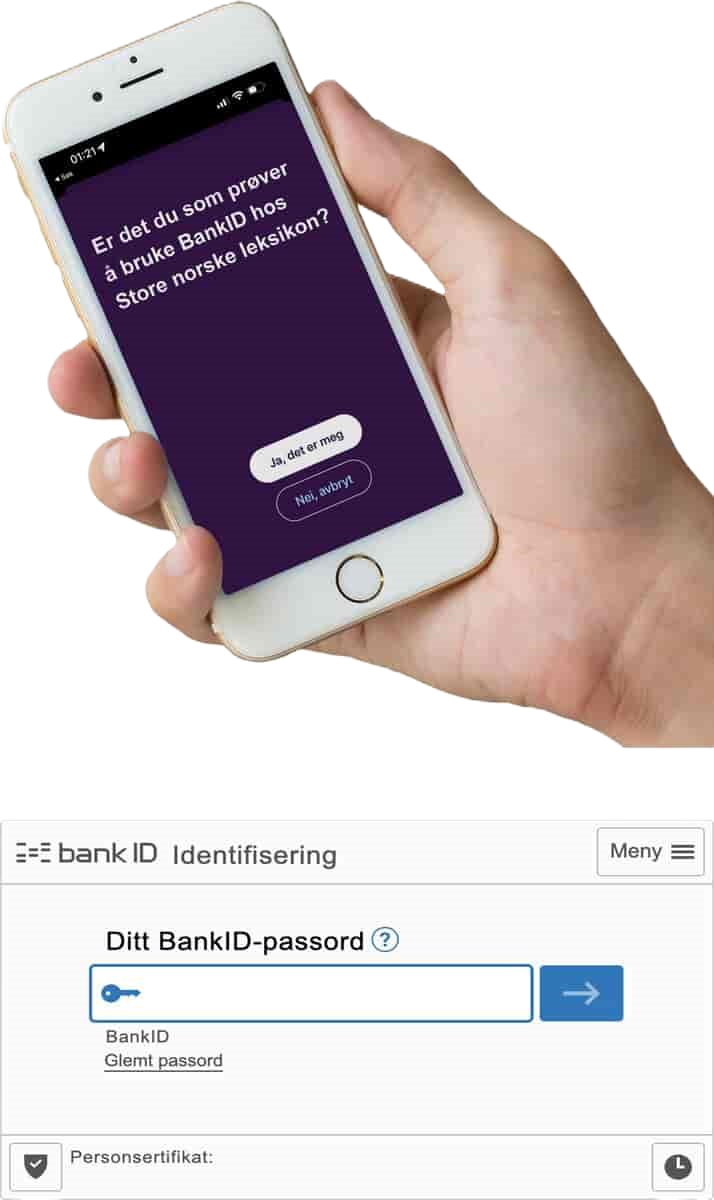 01:21
Søk
Er det du som prøver
å bruke BankID hos
Store norske leksikon?
Ja, det er meg
Nei, avbryt
bank ID Identifisering
Meny
Ditt BankID-passord ?
BankID
Glemt passord
Personsertifikat: